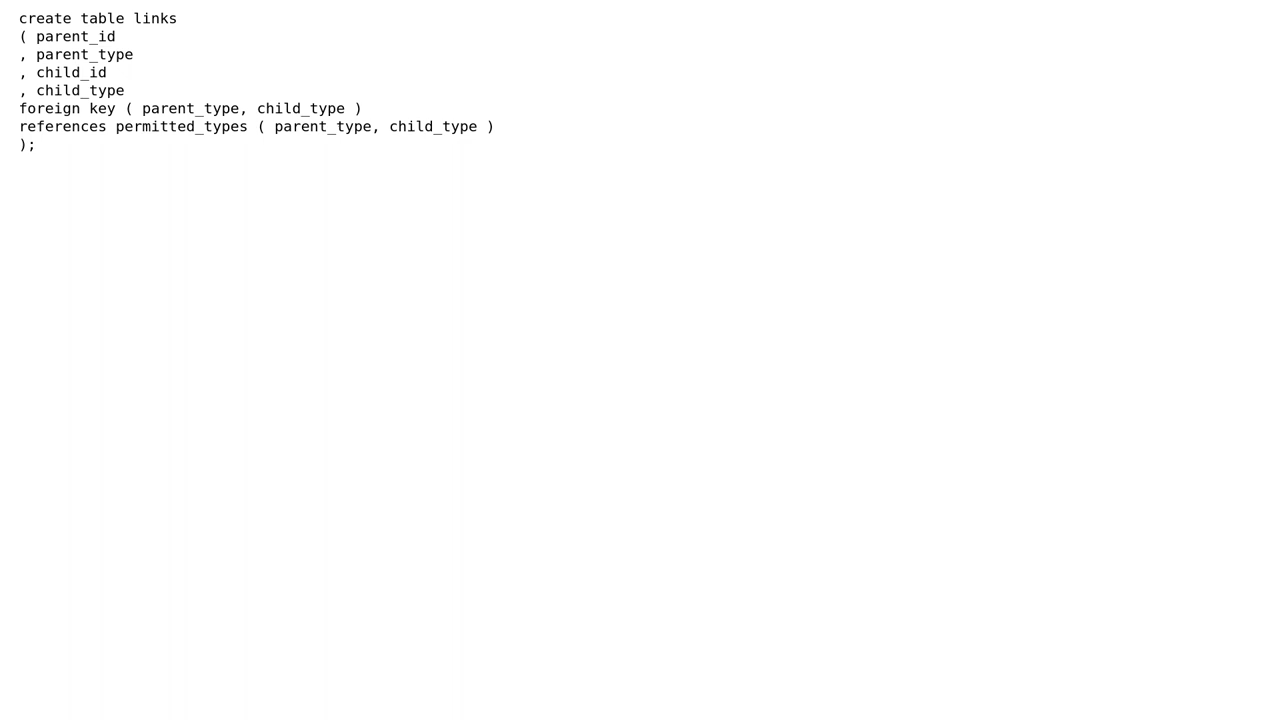 create table links
( parent_id
, parent_type
, child_id
, child_type
foreign key ( parent_type, child_type )
references permitted_types ( parent_type, child_type )
);